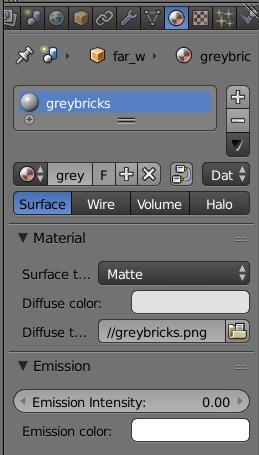 far_w greybric
greybricks
grey F Dat
Surface Wire Volume Halo
Material
Surface t... Matte
Diffuse color:
Diffuse t... //greybricks.png
Emission
Emission Intensity: 0.00
Emission color: